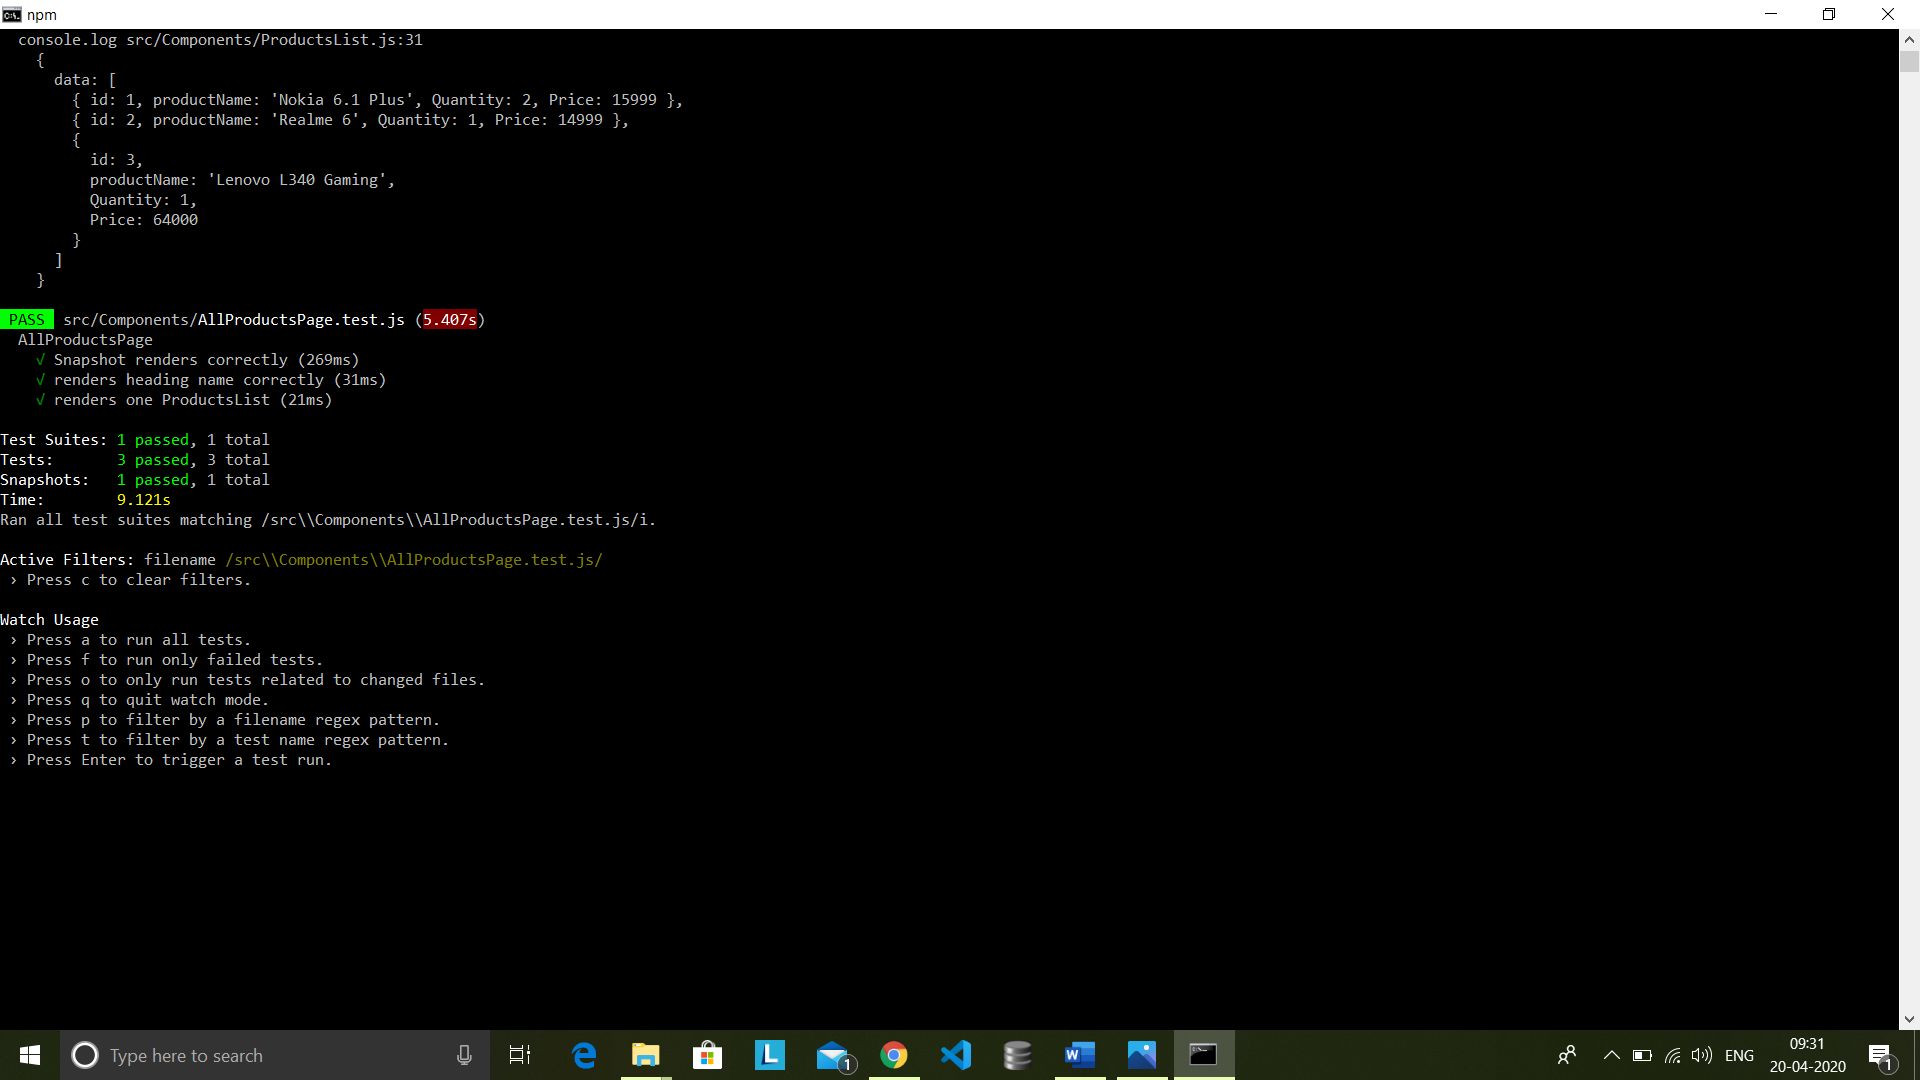 npm
console.log src/Components/ProductsList.js:31
{
data: [
{ id: 1, productName: 'Nokia 6.1 Plus', Quantity: 2, Price: 15999 },
{ id: 2, productName: 'Realme 6', Quantity: 1, Price: 14999 },
{
id: 3,
productName: 'Lenovo L340 Gaming',
Quantity: 1,
Price: 64000
}
]
}
PASS src/Components/AllProductsPage.test.js (5.407s)
AllProductsPage
√ Snapshot renders correctly (269ms)
√ renders heading name correctly (31ms)
√ renders one ProductsList (21ms)
Test Suites: 1 passed, 1 total
Tests: 3 passed, 3 total
Snapshots: 1 passed, 1 total
Time: 9.121s
Ran all test suites matching /src\\Components\\AllProductsPage.test.js/i.
Active Filters: filename /src\\Components\\AllProductsPage.test.js/
› Press c to clear filters.
Watch Usage
› Press a to run all tests.
› Press f to run only failed tests.
› Press o to only run tests related to changed files.
› Press q to quit watch mode.
› Press p to filter by a filename regex pattern.
› Press t to filter by a test name regex pattern.
› Press Enter to trigger a test run.
Type here to search
L
1
W
ENG
09:31
20-04-2020
1